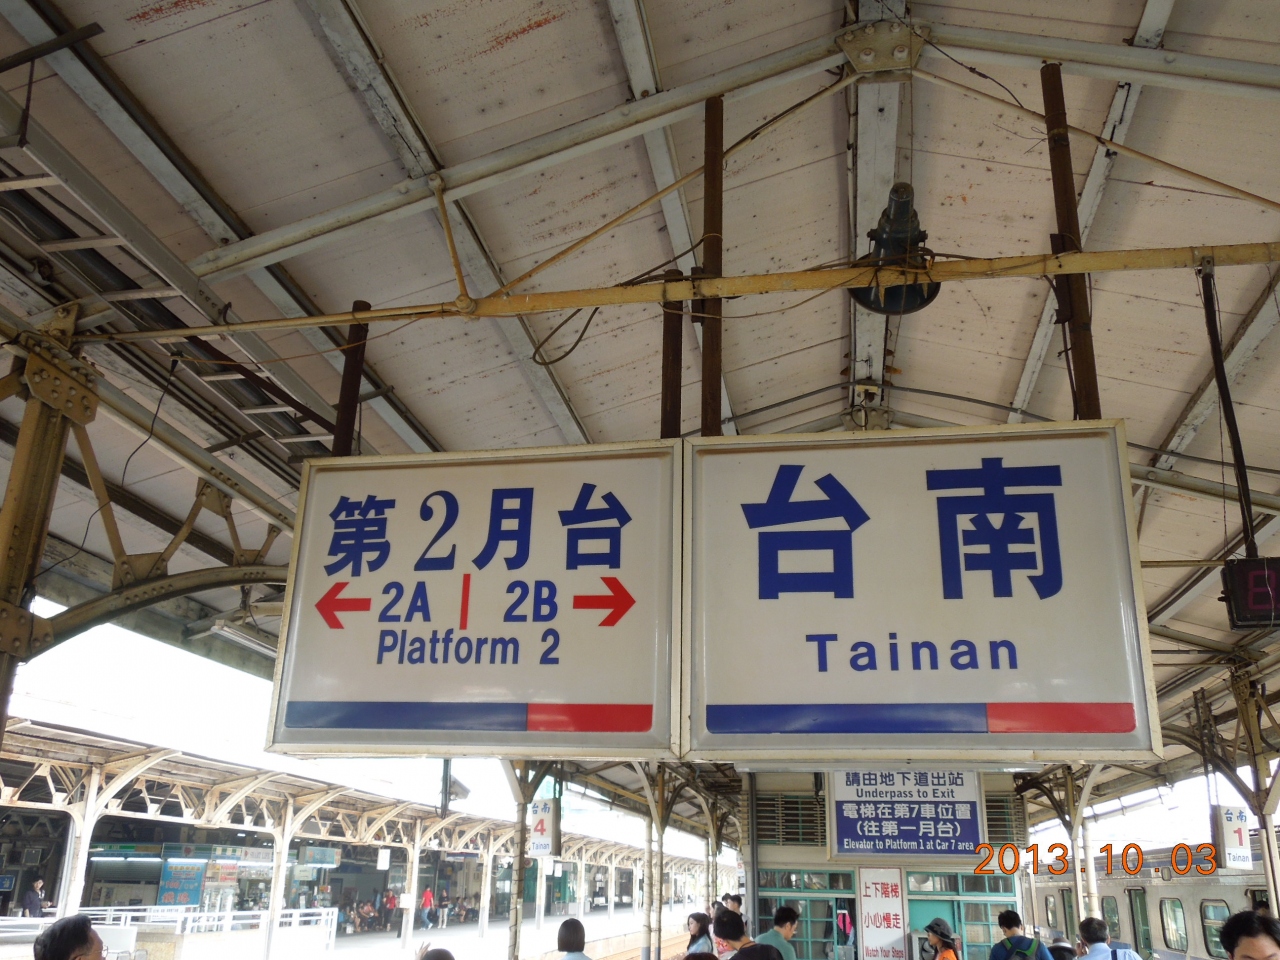 第2月台
2A | 2B
Platform 2
台南
Tainan
請由地下道出站
Underpass to Exit
電梯在第7車位置
(往第一月台)
Elevator to Platform 1 at Car 7 area
上下階梯
小心慢走
Watch Your Steps
台南
4
Tainan
台南
1
Tainan
2013.10.03